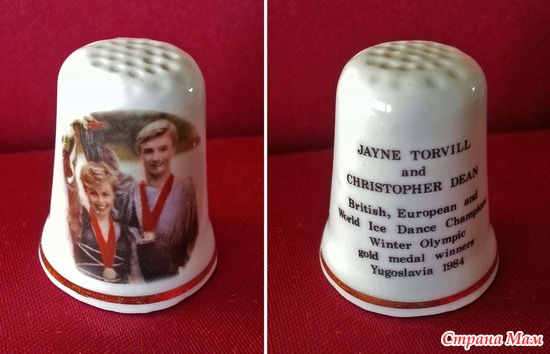 JAYNE TORVILL
and
CHRISTOPHER DEAN
British, European and
World Ice Dance Champions
Winter Olympic
gold medal winners
Yugoslavia 1984
Страна Мам